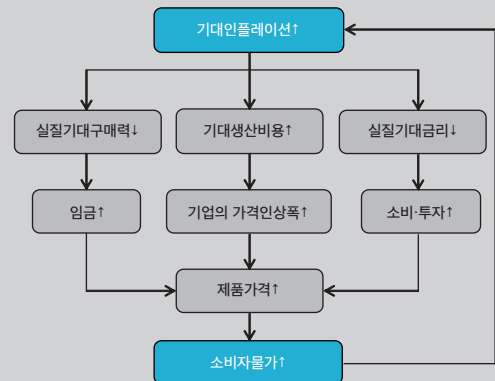 기대인플레이션↑
실질기대구매력↓
기대생산비용↑
실질기대금리↓
임금↑
기업의 가격인상폭↑
소비·투자↑
제품가격↑
소비자물가↑